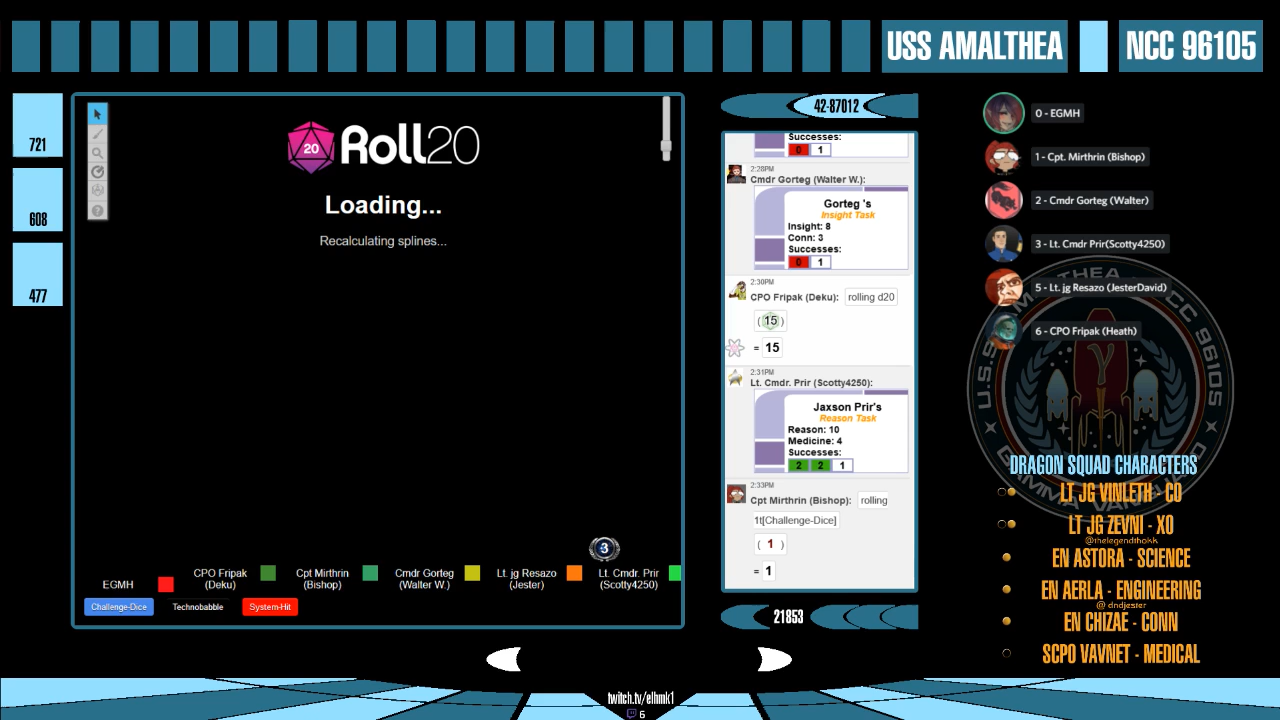 USS AMALTHEA
NCC 96105
721
608
477
20
Roll20
Loading...
Recalculating splines...
3
EGMH
CPO Fripak
(Deku)
Cpt Mirthrin
(Bishop)
Cmdr Gorteg
(Walter W.)
Lt. jg Resazo
(Jester)
Lt. Cmdr. Prir
(Scotty4250)
Challenge-Dice
Technobabble
System-Hit
42-87012
Successes:
0 1
2:28PM
Cmdr Gorteg (Walter W.):
Gorteg 's
Insight Task
Insight: 8
Conn: 3
Successes:
0 1
2:30PM
CPO Fripak (Deku): rolling d20
(15)
= 15
2:31PM
Lt. Cmdr. Prir (Scotty4250):
Jaxson Prir's
Reason Task
Reason: 10
Medicine: 4
Successes:
2 2 1
2:33PM
Cpt Mirthrin (Bishop): rolling
1t[Challenge-Dice]
( 1 )
= 1
21853
0 - EGMH
1 - Cpt. Mirthrin (Bishop)
2 - Cmdr Gorteg (Walter)
3 - Lt. Cmdr Prir(Scotty4250)
5 - Lt. jg Resazo (JesterDavid)
6 - CPO Fripak (Heath)
DRAGON SQUAD CHARACTERS
LT JG VINLETH - CO
LT JG ZEVNI - XO
@thelegendthokk
EN ASTORA - SCIENCE
EN AERLA - ENGINEERING
@dndjester
EN CHIZAE - CONN
SCPO VAVNET - MEDICAL
twitch.tv/elhmk1
6